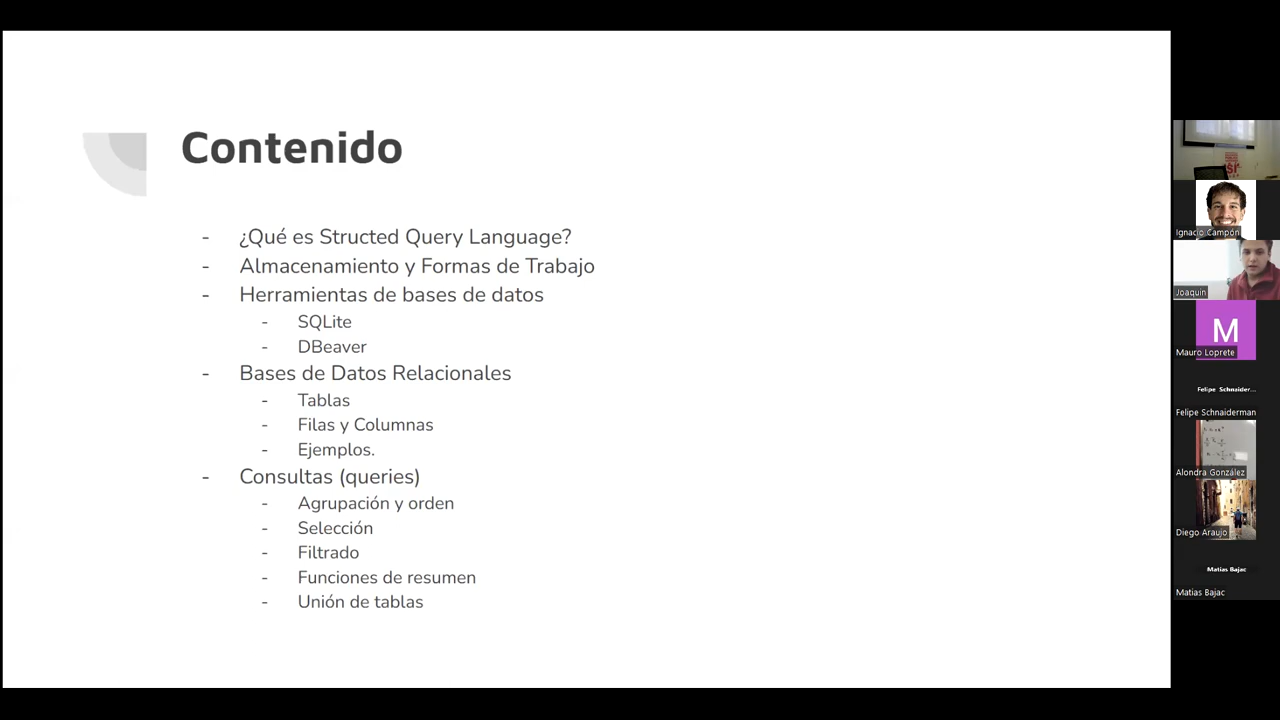 Contenido
- ¿Qué es Structed Query Language?
- Almacenamiento y Formas de Trabajo
- Herramientas de bases de datos
- SQLite
- DBeaver
- Bases de Datos Relacionales
- Tablas
- Filas y Columnas
- Ejemplos.
- Consultas (queries)
- Agrupación y orden
- Selección
- Filtrado
- Funciones de resumen
- Unión de tablas
Ignacio Campón
Joaquin
M
Mauro Loprete
Felipe Schnaider...
Felipe Schnaiderman
Alondra González
Diego Araujo
Matias Bajac
Matias Bajac